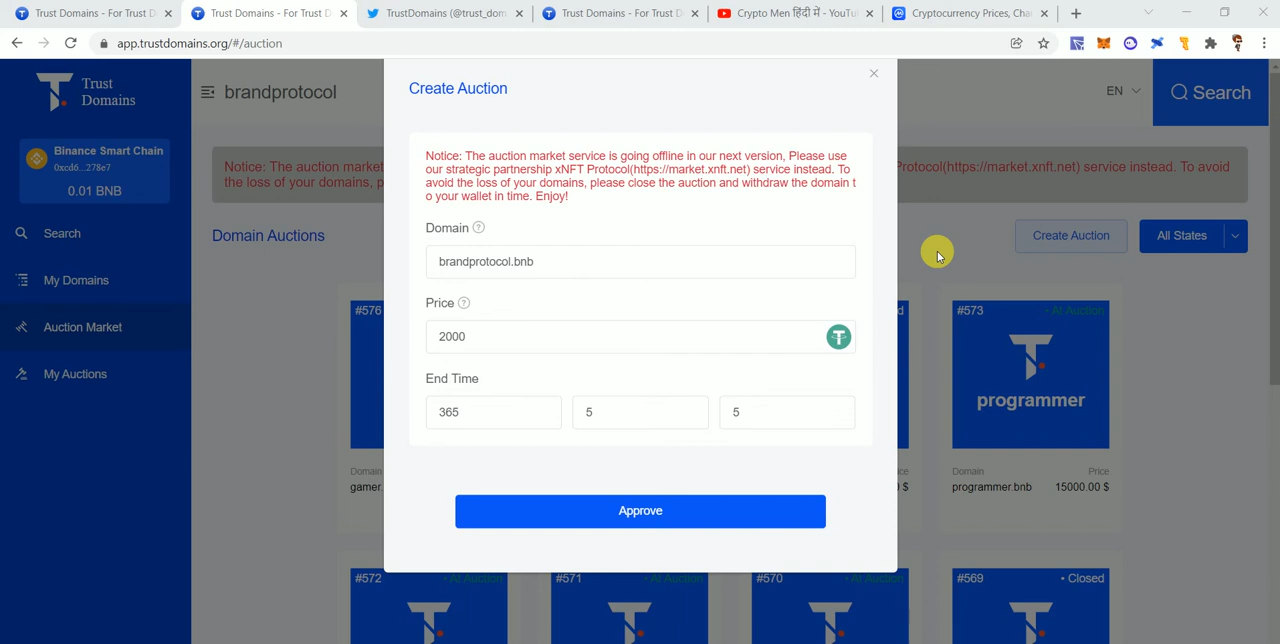 Trust Domains - For Trust D
Trust Domains - For Trust D
TrustDomains (@trust_dom
Trust Domains - For Trust D
Crypto Men हिंदी में - YouTu
Cryptocurrency Prices, Cha
app.trustdomains.org/#/auction
Trust
Domains
brandprotocol
EN
Search
Binance Smart Chain
0xcd6...278e7
0.01 BNB
Search
My Domains
Auction Market
My Auctions
Notice: The auction market
Protocol(https://market.xnft.net) service instead. To avoid
the loss of your domains, p
Domain Auctions
Create Auction
All States
Create Auction
Notice: The auction market service is going offline in our next version, Please use
our strategic partnership xNFT Protocol(https://market.xnft.net) service instead. To
avoid the loss of your domains, please close the auction and withdraw the domain t
o your wallet in time. Enjoy!
Domain
brandprotocol.bnb
Price
2000
End Time
365
5
5
Approve
#576
d
#573
• At Auction
programmer
Domain
gamer.
ice
0 $
Domain
Price
programmer.bnb
15000.00 $
#572
• At Auction
#571
• At Auction
#570
• At Auction
#569
• Closed